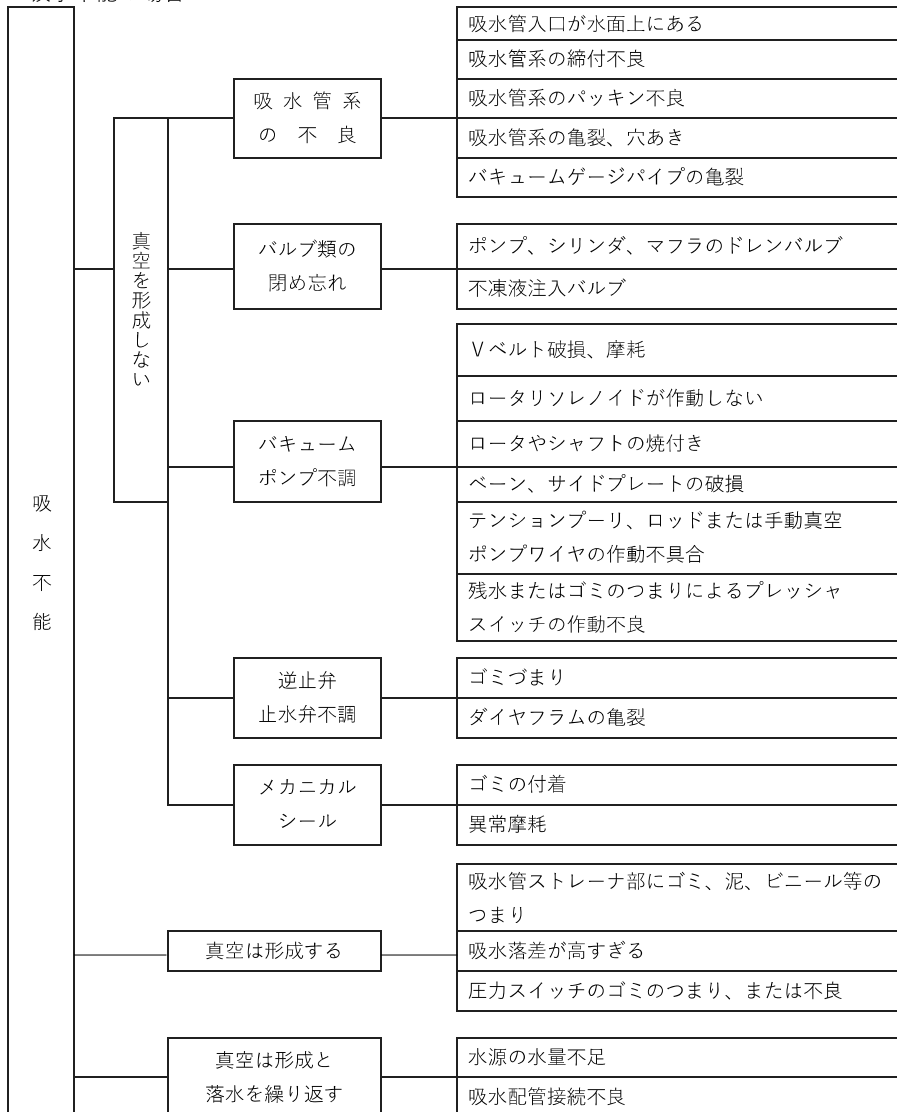 吸水不能
真空を形成しない
吸水管系
の不良
吸水管入口が水面上にある
吸水管系の締付不良
吸水管系のパッキン不良
吸水管系の亀裂、穴あき
バキュームゲージパイプの亀裂
バルブ類の
閉め忘れ
ポンプ、シリンダ、マフラのドレンバルブ
不凍液注入バルブ
バキューム
ポンプ不調
Ｖベルト破損、摩耗
ロータリソレノイドが作動しない
ロータやシャフトの焼付き
ベーン、サイドプレートの破損
テンションプーリ、ロッドまたは手動真空
ポンプワイヤの作動不具合
残水またはゴミのつまりによるプレッシャ
スイッチの作動不良
逆止弁
止水弁不調
ゴミづまり
ダイヤフラムの亀裂
メカニカル
シール
ゴミの付着
異常摩耗
真空は形成する
吸水管ストレーナ部にゴミ、泥、ビニール等の
つまり
吸水落差が高すぎる
圧力スイッチのゴミのつまり、または不良
真空は形成と
落水を繰り返す
水源の水量不足
吸水配管接続不良